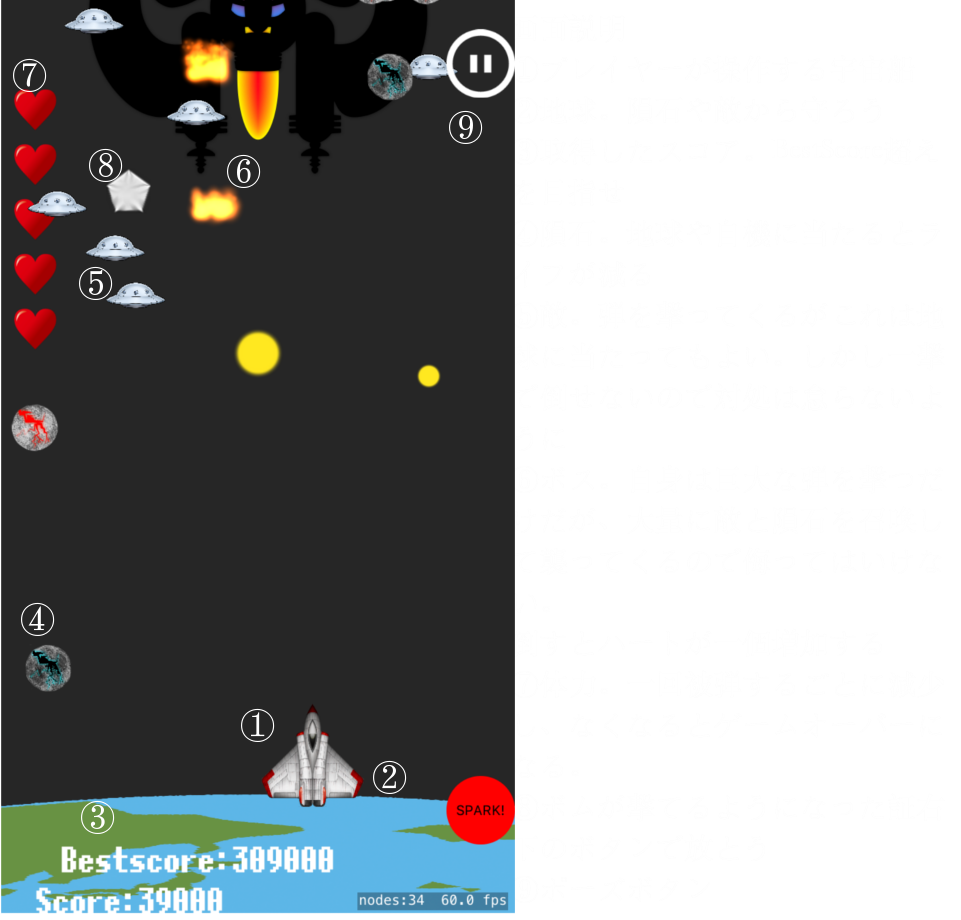 ⑦
⑨
⑧
⑥
⑤
④
①
②
SPARK!
③
Bestscore:309000
Score:39000
nodes:34 60.0 fps